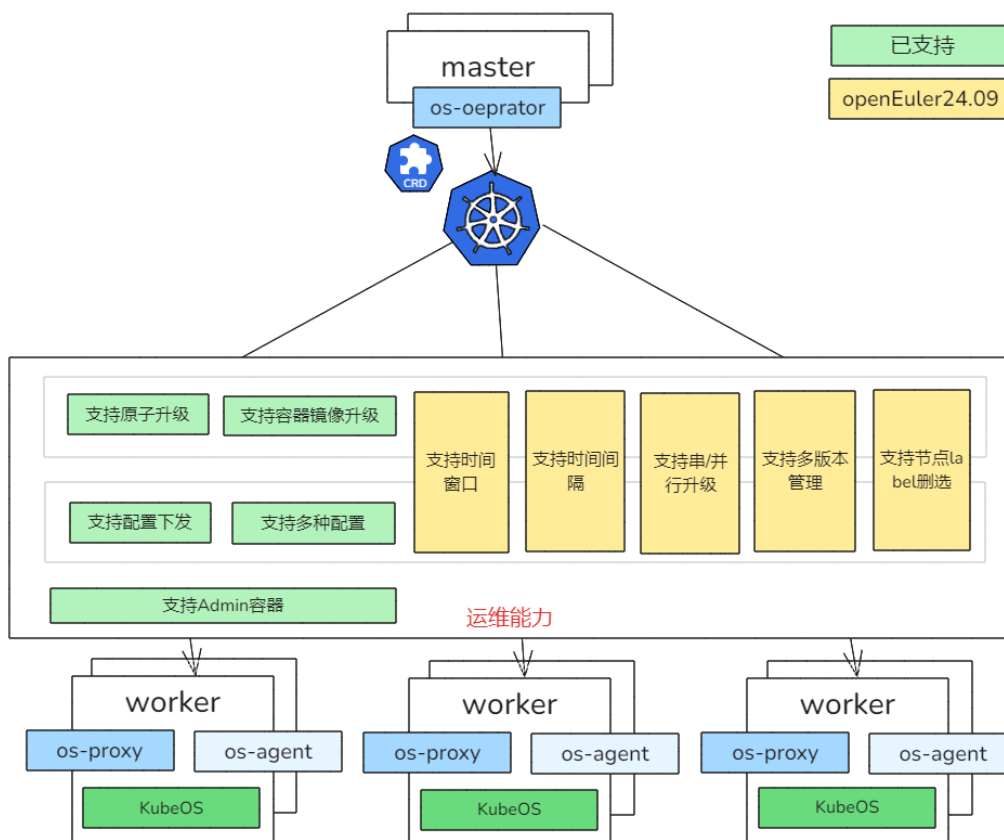 master
os-oeprator
已支持
openEuler24.09
CRD
支持原子升级
支持容器镜像升级
支持时间
窗口
支持时间间
隔
支持串/并
行升级
支持多版本
管理
支持节点la
bel删选
支持配置下发
支持多种配置
支持Admin容器
运维能力
worker
os-proxy
os-agent
KubeOS
worker
os-proxy
os-agent
KubeOS
worker
os-proxy
os-agent
KubeOS